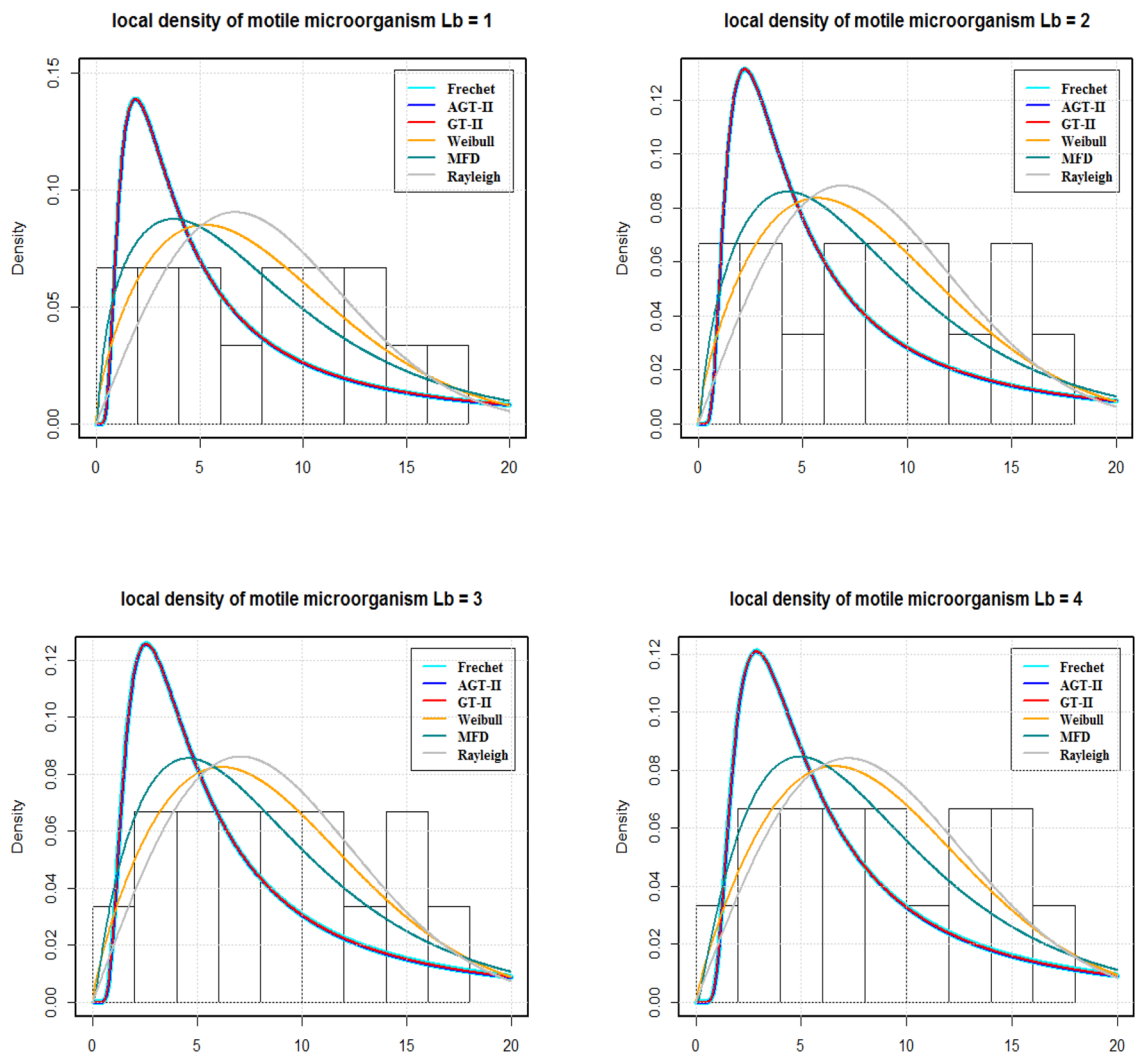 local density of motile microorganism Lb = 1
Density
0.15
0.10
0.05
0.00
Frechet
AGT-II
GT-II
Weibull
MFD
Rayleigh
0 5 10 15 20
local density of motile microorganism Lb = 2
Density
0.12
0.10
0.08
0.06
0.04
0.02
0.00
Frechet
AGT-II
GT-II
Weibull
MFD
Rayleigh
0 5 10 15 20
local density of motile microorganism Lb = 3
Density
0.12
0.10
0.08
0.06
0.04
0.02
0.00
Frechet
AGT-II
GT-II
Weibull
MFD
Rayleigh
0 5 10 15 20
local density of motile microorganism Lb = 4
Density
0.12
0.10
0.08
0.06
0.04
0.02
0.00
Frechet
AGT-II
GT-II
Weibull
MFD
Rayleigh
0 5 10 15 20